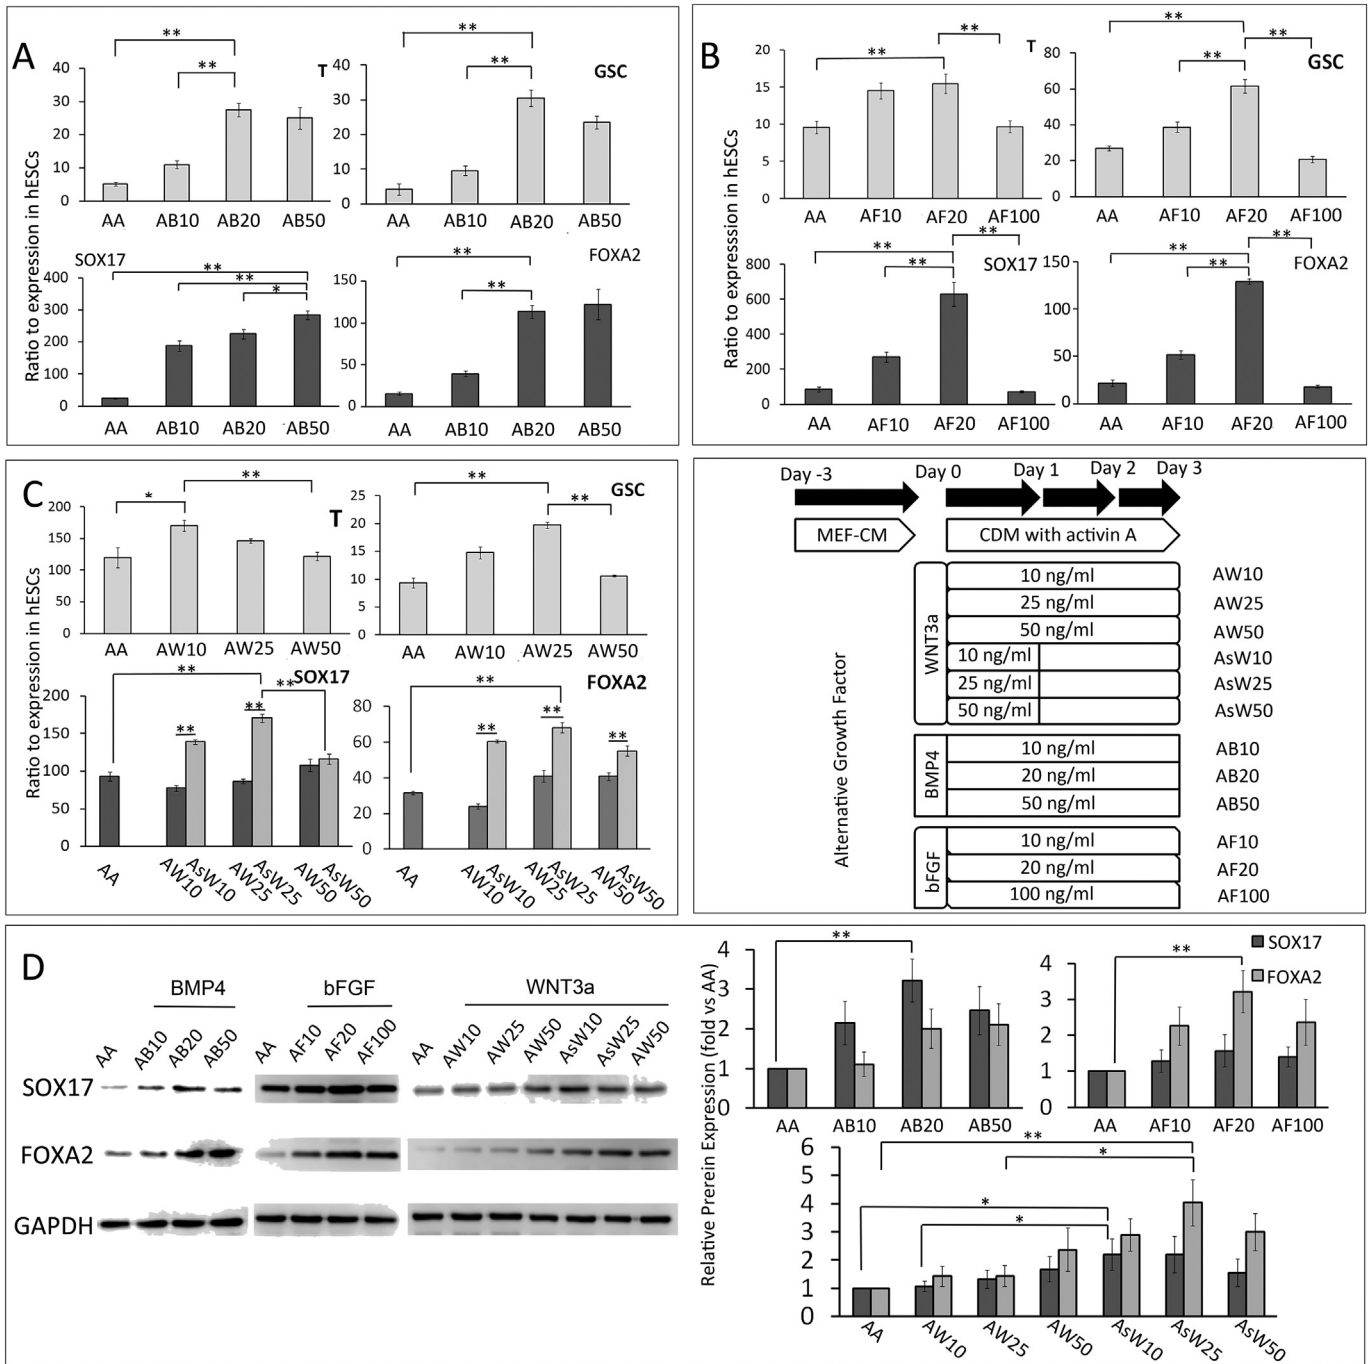 A
T
GSC
Ratio to expression in hESCs
40
30
20
10
0
AA AB10 AB20 AB50
** **
40
30
20
10
0
AA AB10 AB20 AB50
** **
SOX17
400
300
200
100
0
AA AB10 AB20 AB50
** ** *
FOXA2
150
100
50
0
AA AB10 AB20 AB50
** **
B
T
GSC
Ratio to expresssion in hESCs
20
15
10
5
0
AA AF10 AF20 AF100
** **
80
60
40
20
0
AA AF10 AF20 AF100
** ** **
SOX17
800
600
400
200
0
AA AF10 AF20 AF100
** ** **
FOXA2
150
100
50
0
AA AF10 AF20 AF100
** ** **
C
T
GSC
Ratio to expression in hESCs
200
150
100
50
0
AA AW10 AW25 AW50
* **
25
20
15
10
5
0
AA AW10 AW25 AW50
** **
SOX17
200
150
100
50
0
AA AW10 AsW10 AW25 AsW25 AW50 AsW50
** ** ** **
FOXA2
80
60
40
20
0
AA AW10 AsW10 AW25 AsW25 AW50 AsW50
** ** ** **
Day -3 Day 0 Day 1 Day 2 Day 3
MEF-CM CDM with activin A
Alternative Growth Factor
WNT3a
10 ng/ml AW10
25 ng/ml AW25
50 ng/ml AW50
10 ng/ml AsW10
25 ng/ml AsW25
50 ng/ml AsW50
BMP4
10 ng/ml AB10
20 ng/ml AB20
50 ng/ml AB50
bFGF
10 ng/ml AF10
20 ng/ml AF20
100 ng/ml AF100
D
BMP4 bFGF WNT3a
AA AB10 AB20 AB50 AA AF10 AF20 AF100 AA AW10 AW25 AW50 AsW10 AsW25 AW50
SOX17
FOXA2
GAPDH
Relative Prerein Expression (fold vs AA)
4
3
2
1
0
AA AB10 AB20 AB50
**
SOX17
FOXA2
4
3
2
1
0
AA AF10 AF20 AF100
**
6
5
4
3
2
1
0
AA AW10 AW25 AW50 AsW10 AsW25 AsW50
** * * *